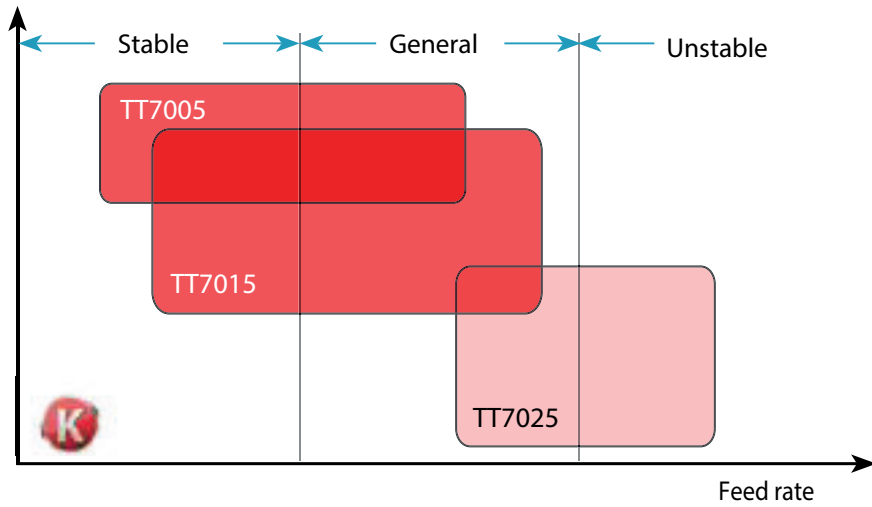 Stable General Unstable
TT7005
TT7015
TT7025
K
Feed rate